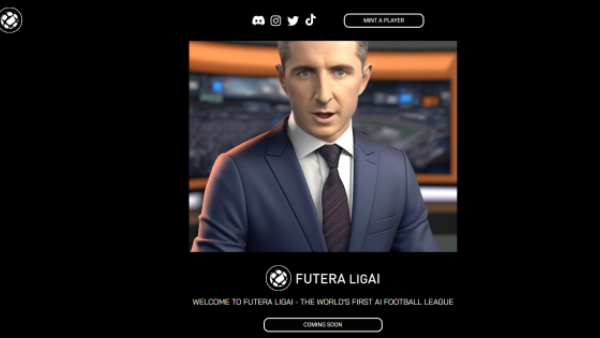 MINT A PLAYER
FUTERA LIGAI
WELCOME TO FUTERA LIGAI - THE WORLD'S FIRST AI FOOTBALL LEAGUE
COMING SOON